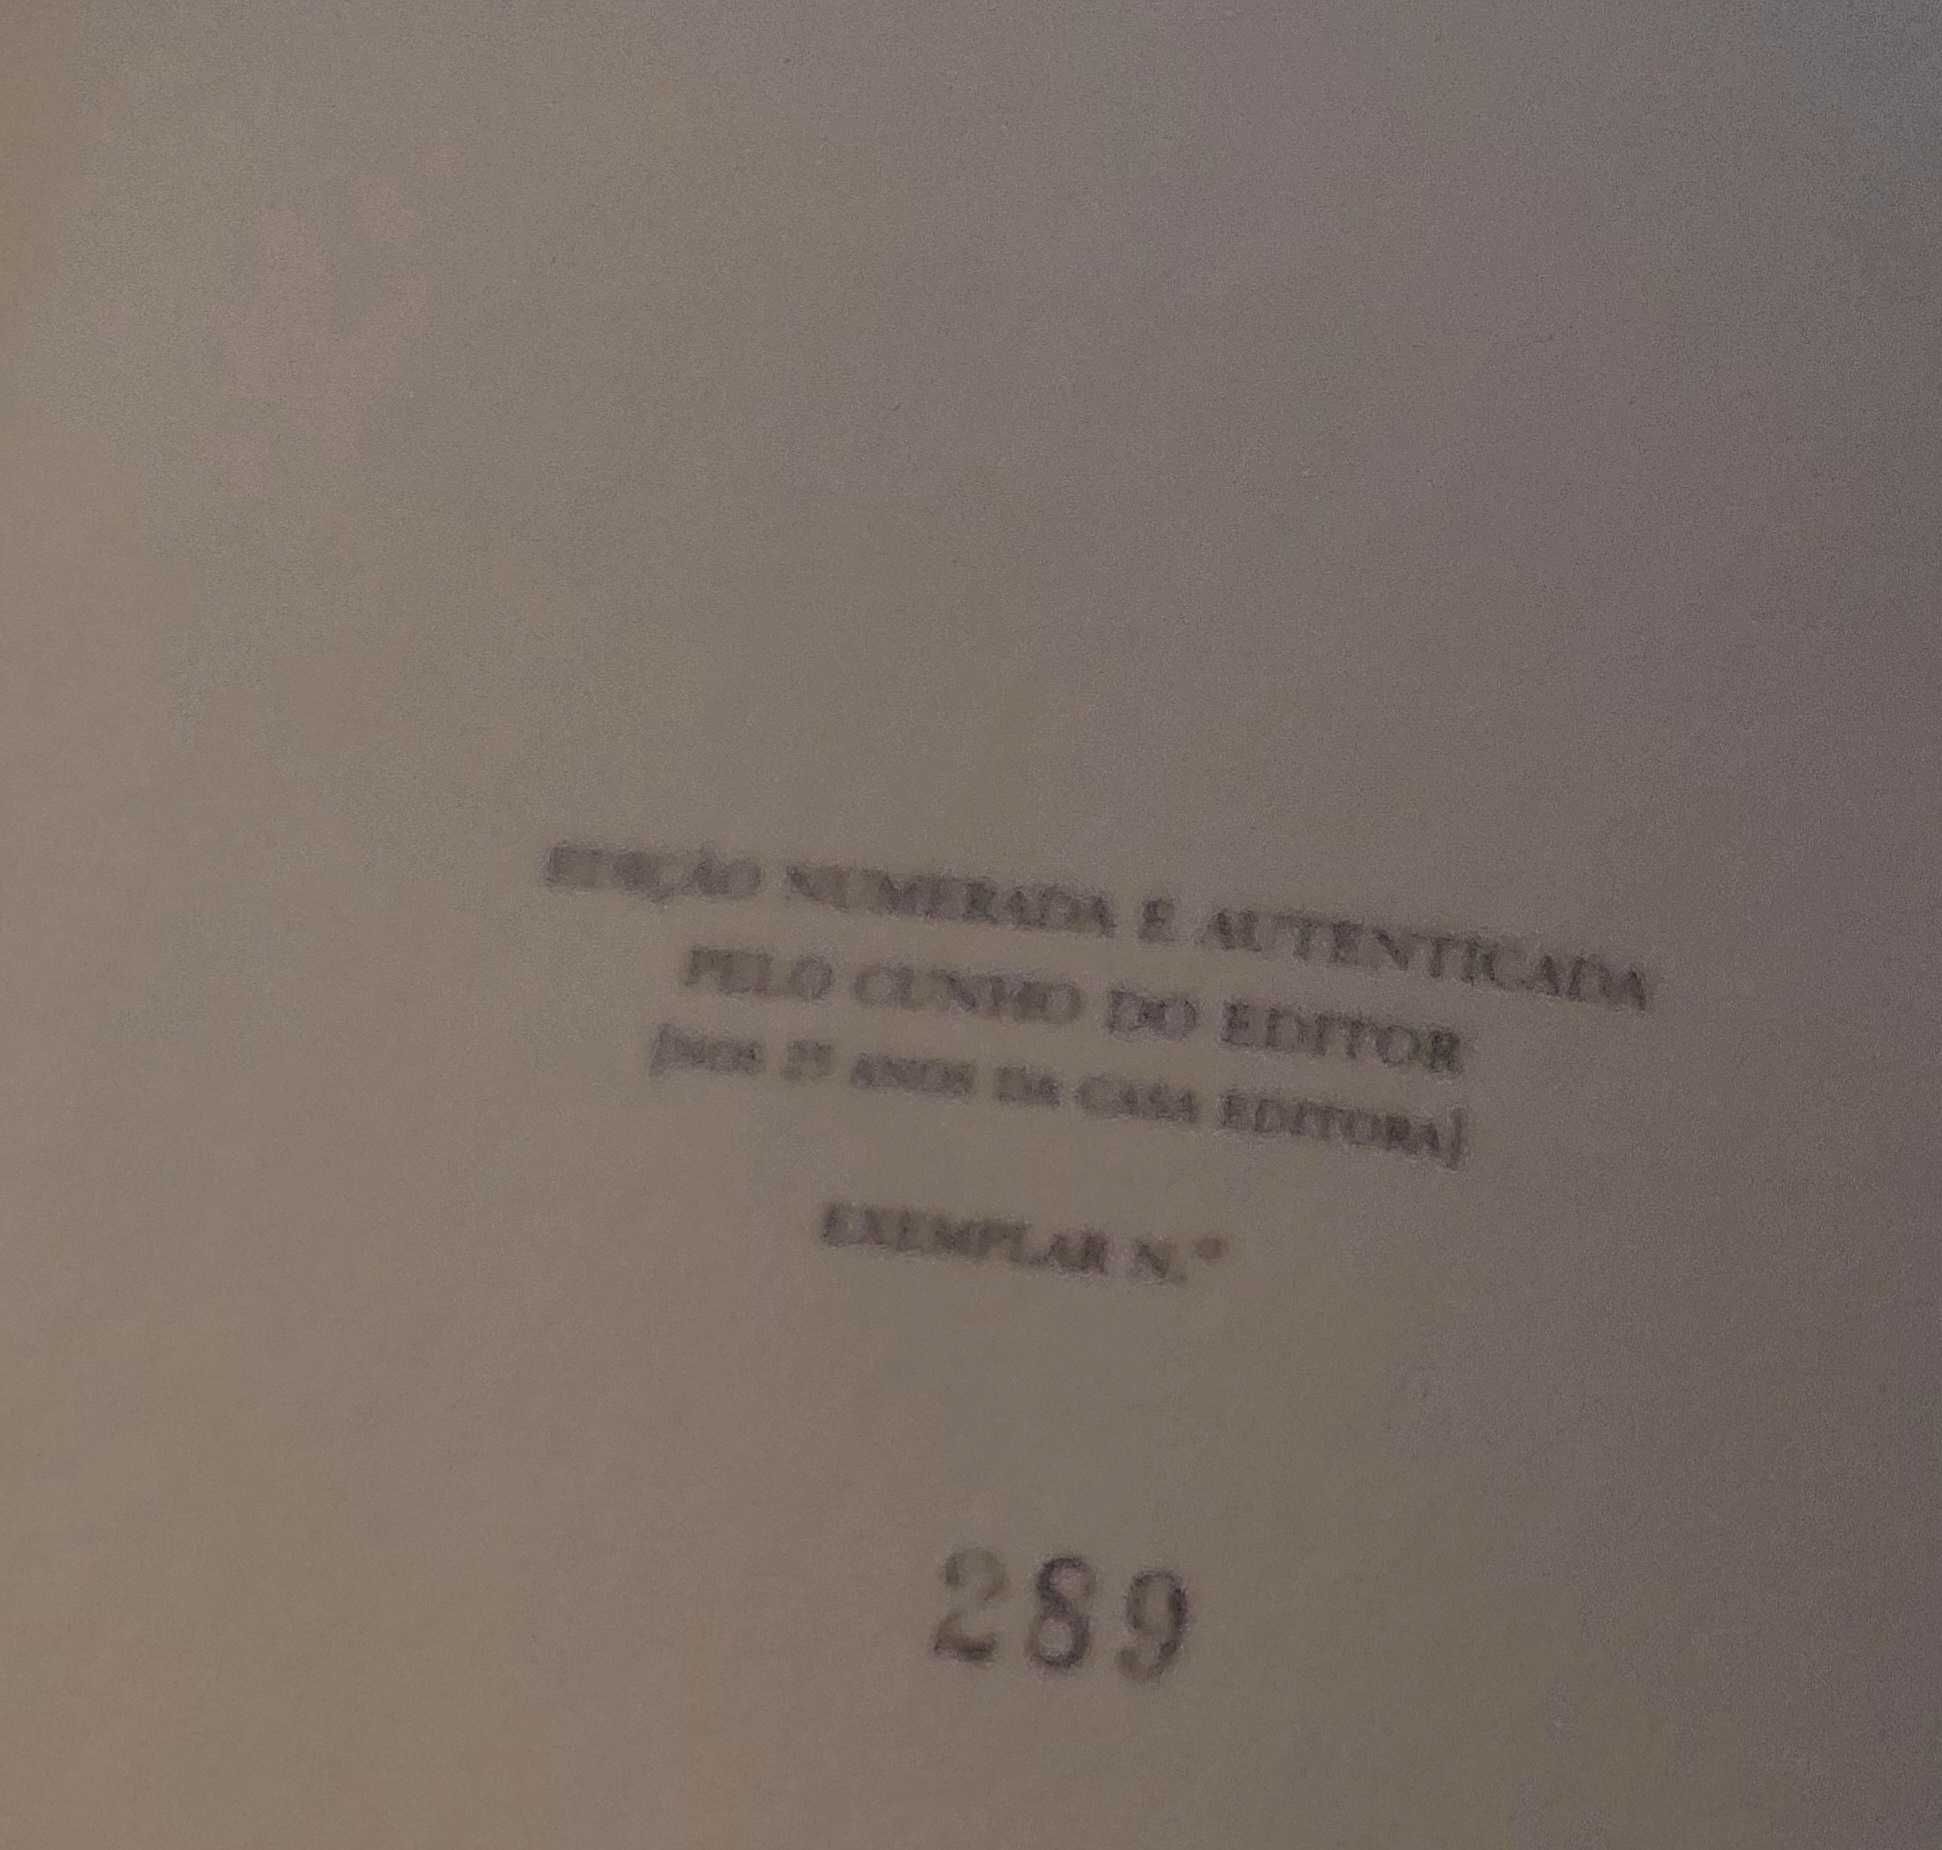 EDIÇÃO NUMERADA E AUTENTICADA
PELO CUNHO DO EDITOR
[NOS 25 ANOS DA CASA EDITORA]
EXEMPLAR N.º
289